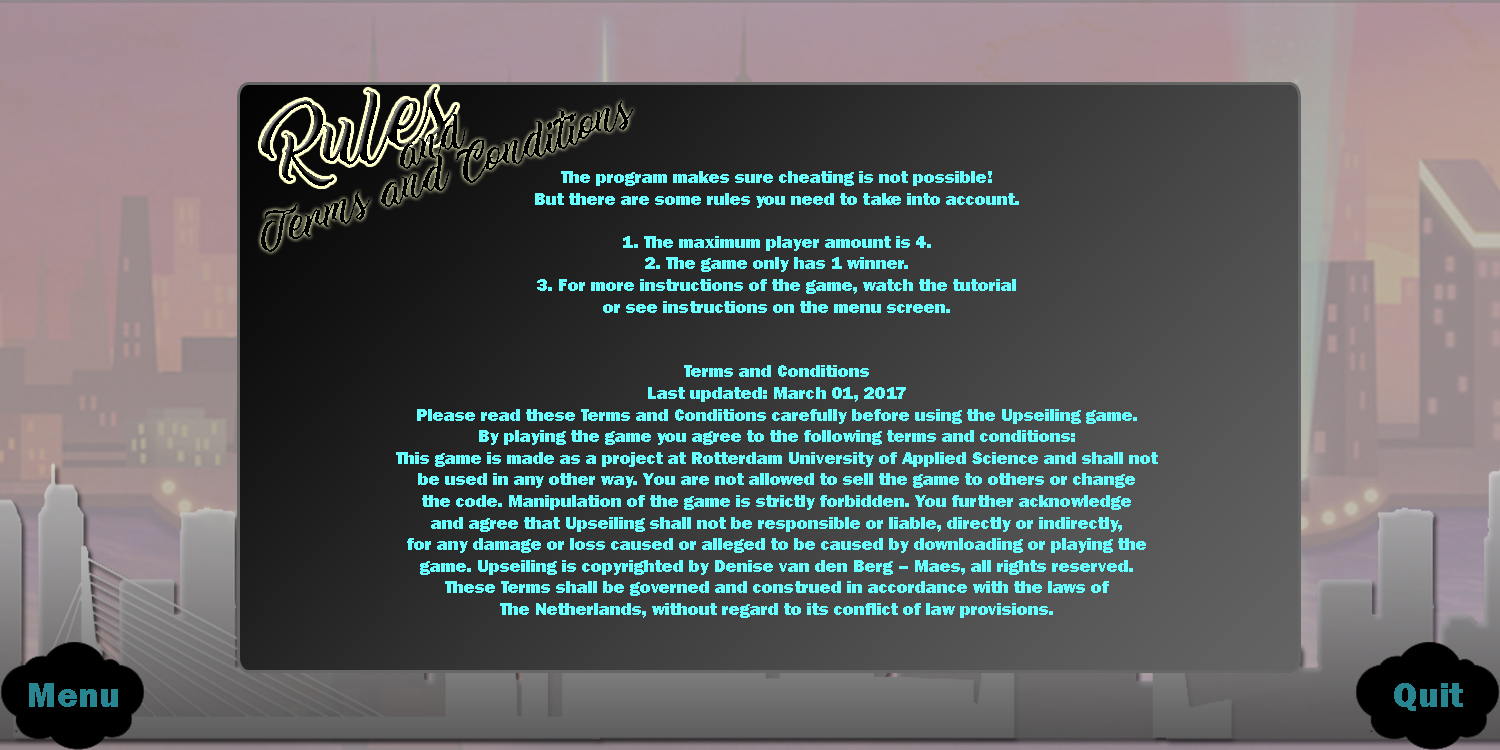 Rules
and
Terms and Conditions
The program makes sure cheating is not possible!
But there are some rules you need to take into account.
1. The maximum player amount is 4.
2. The game only has 1 winner.
3. For more instructions of the game, watch the tutorial
or see instructions on the menu screen.
Terms and Conditions
Last updated: March 01, 2017
Please read these Terms and Conditions carefully before using the Upseiling game.
By playing the game you agree to the following terms and conditions:
This game is made as a project at Rotterdam University of Applied Science and shall not
be used in any other way. You are not allowed to sell the game to others or change
the code. Manipulation of the game is strictly forbidden. You further acknowledge
and agree that Upseiling shall not be responsible or liable, directly or indirectly,
for any damage or loss caused or alleged to be caused by downloading or playing the
game. Upseiling is copyrighted by Denise van den Berg – Maes, all rights reserved.
These Terms shall be governed and construed in accordance with the laws of
The Netherlands, without regard to its conflict of law provisions.
Menu
Quit